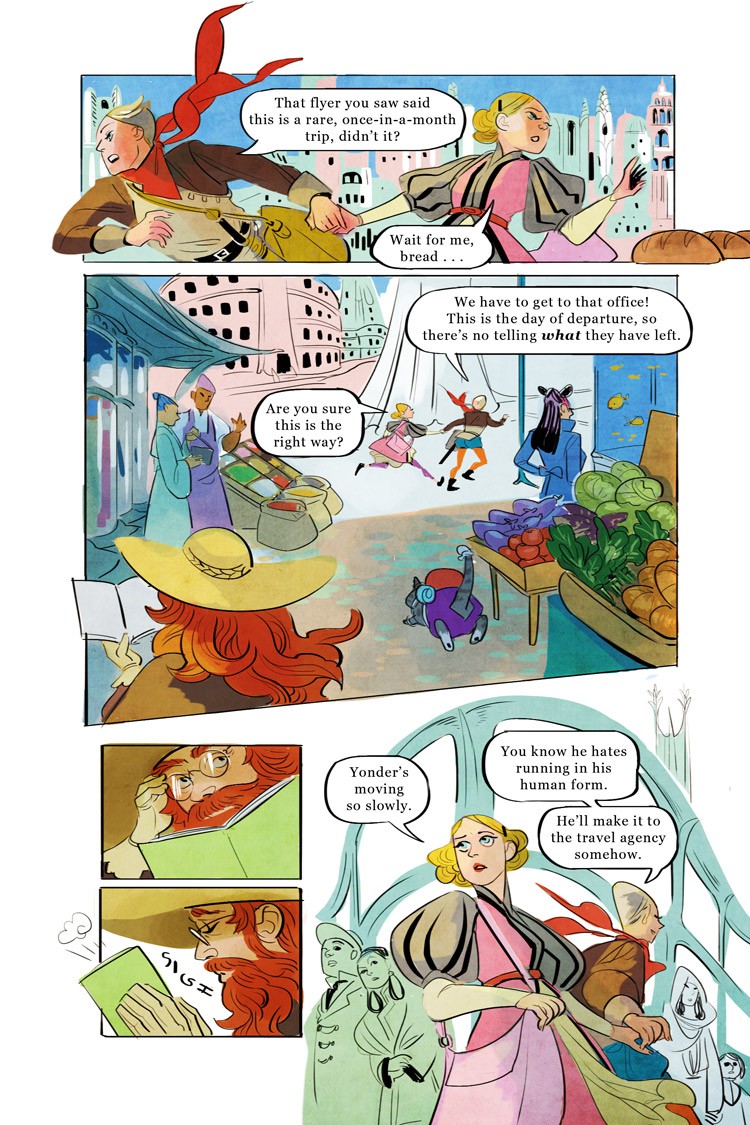 That flyer you saw said
this is a rare, once-in-a-month
trip, didn't it?
Wait for me,
bread . . .
We have to get to that office!
This is the day of departure, so
there's no telling what they have left.
Are you sure
this is the
right way?
SIGH
Yonder's
moving
so slowly.
You know he hates
running in his
human form.
He'll make it to
the travel agency
somehow.